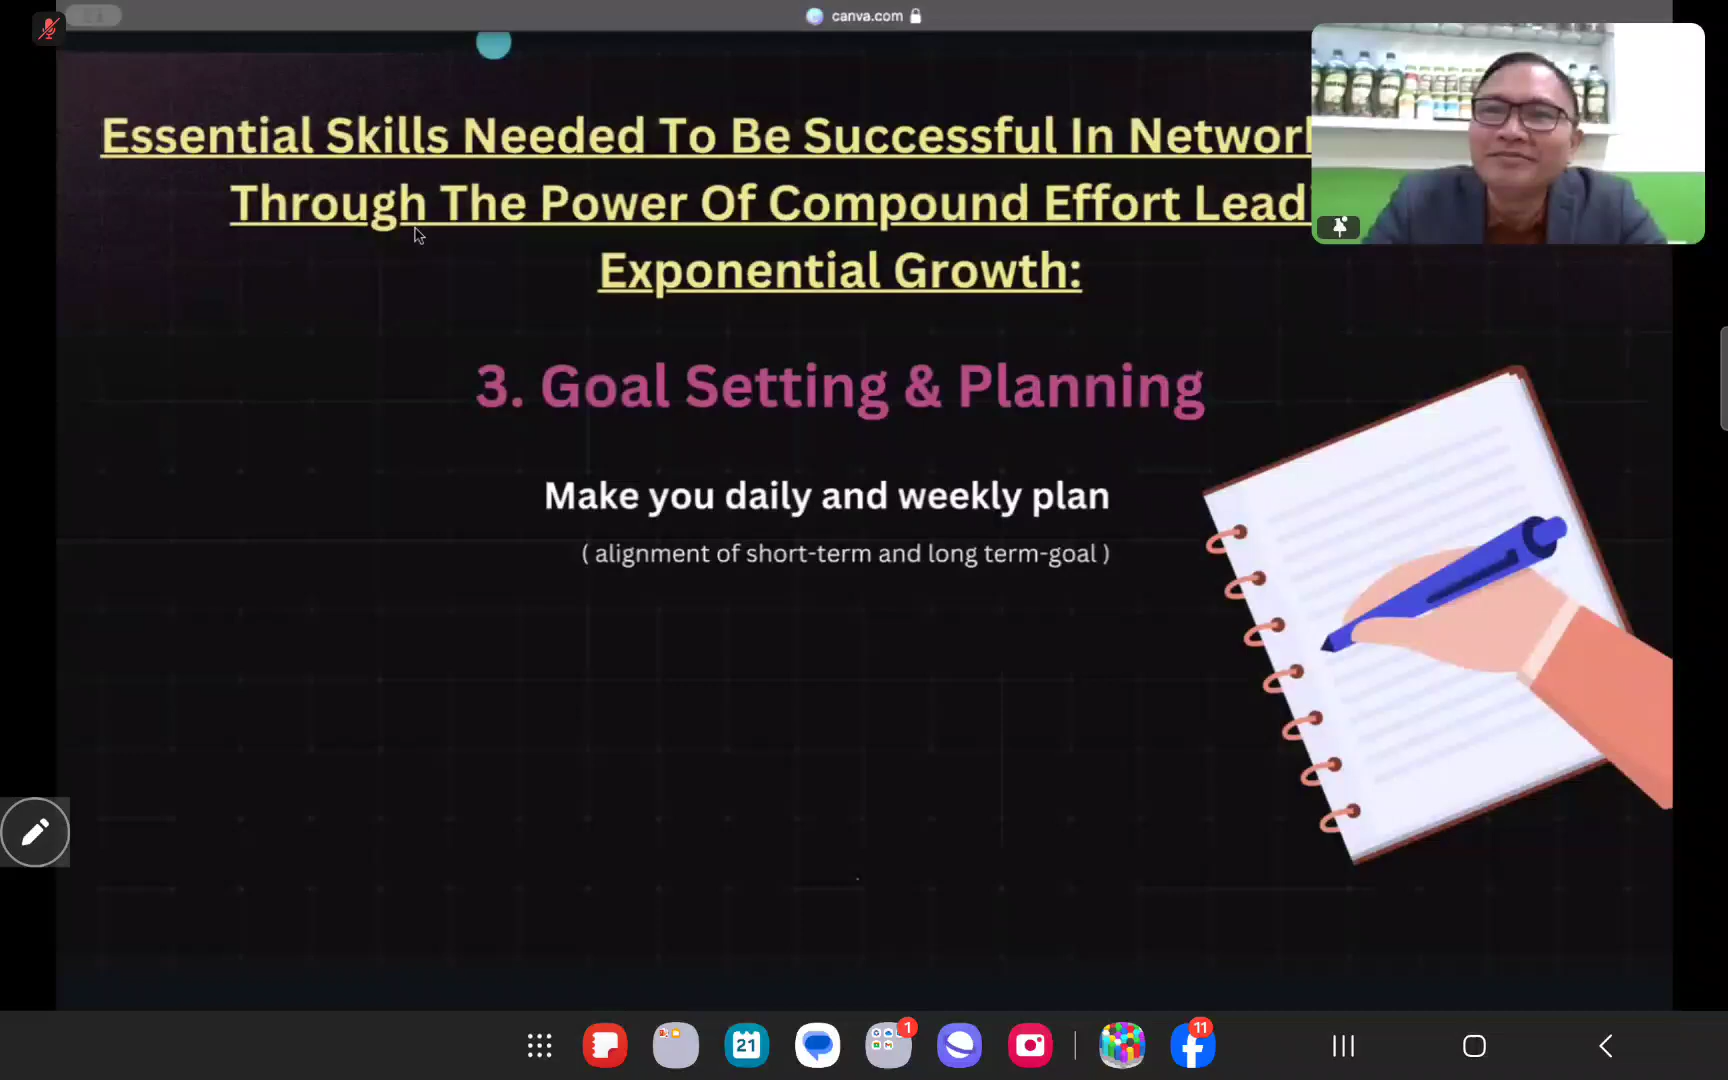 canva.com
Essential Skills Needed To Be Successful In Network
Through The Power Of Compound Effort Lead
Exponential Growth:
3. Goal Setting & Planning
Make you daily and weekly plan
( alignment of short-term and long term-goal )
21
1
11